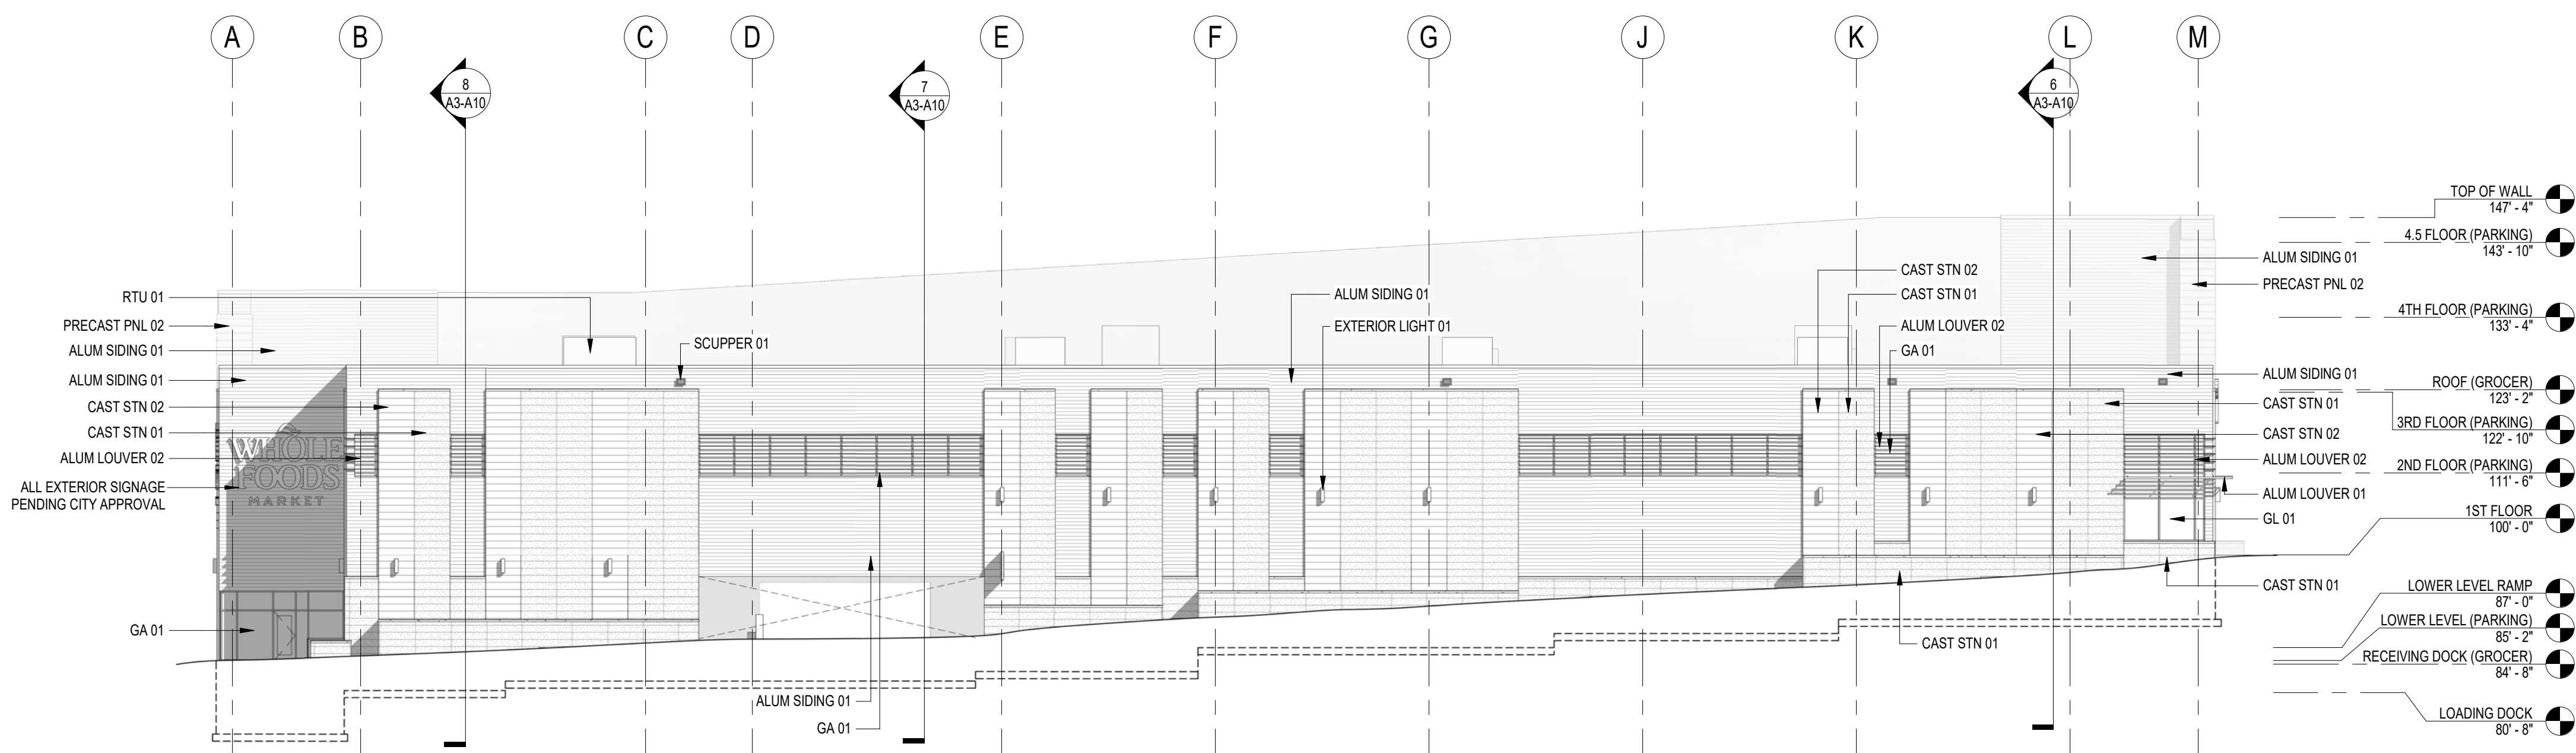 A
B
C
D
E
F
G
J
K
L
M
8
A3-A10
7
A3-A10
6
A3-A10
RTU 01
PRECAST PNL 02
ALUM SIDING 01
ALUM SIDING 01
CAST STN 02
CAST STN 01
ALUM LOUVER 02
ALL EXTERIOR SIGNAGE
PENDING CITY APPROVAL
GA 01
WHOLE
FOODS
MARKET
SCUPPER 01
ALUM SIDING 01
GA 01
ALUM SIDING 01
EXTERIOR LIGHT 01
CAST STN 02
CAST STN 01
ALUM LOUVER 02
GA 01
CAST STN 01
ALUM SIDING 01
PRECAST PNL 02
ALUM SIDING 01
CAST STN 01
CAST STN 02
ALUM LOUVER 02
ALUM LOUVER 01
GL 01
CAST STN 01
TOP OF WALL
147' - 4"
4.5 FLOOR (PARKING)
143' - 10"
4TH FLOOR (PARKING)
133' - 4"
ROOF (GROCER)
123' - 2"
3RD FLOOR (PARKING)
122' - 10"
2ND FLOOR (PARKING)
111' - 6"
1ST FLOOR
100' - 0"
LOWER LEVEL RAMP
87' - 0"
LOWER LEVEL (PARKING)
85' - 2"
RECEIVING DOCK (GROCER)
84' - 8"
LOADING DOCK
80' - 8"